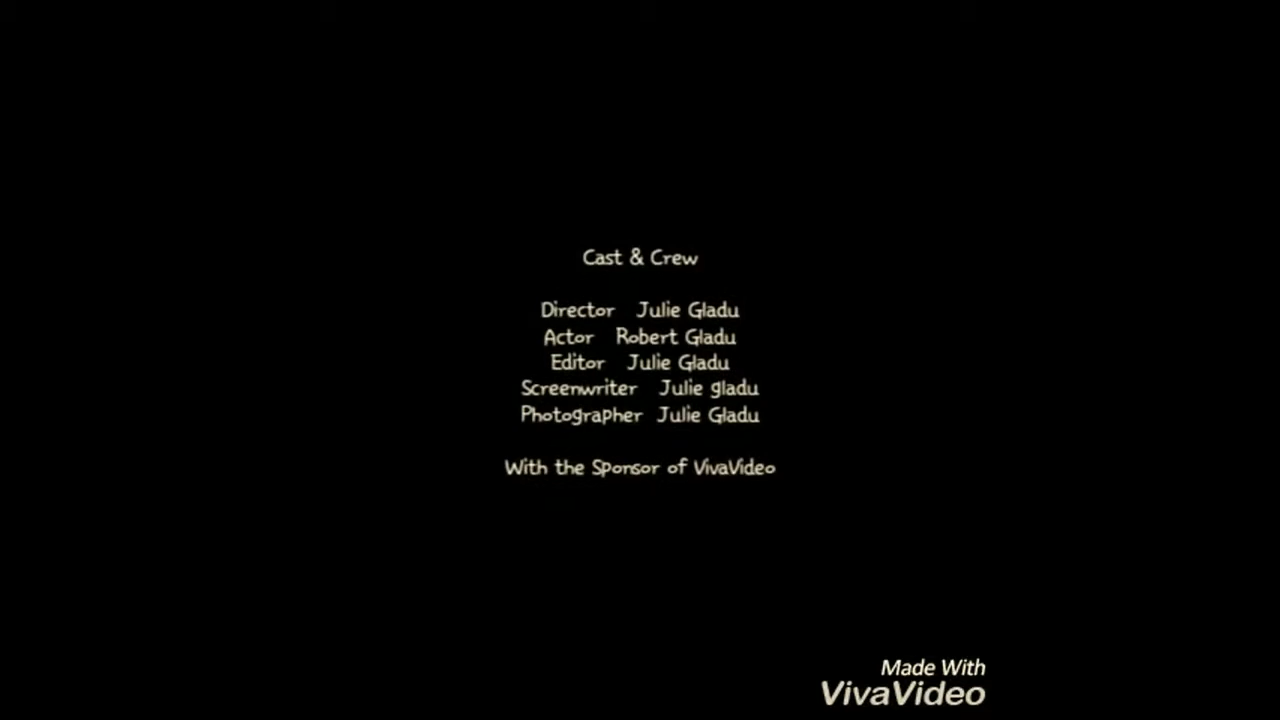 Cast & Crew
Director Julie Gladu
Actor Robert Gladu
Editor Julie Gladu
Screenwriter Julie gladu
Photographer Julie Gladu
With the Sponsor of VivaVideo
Made With
VivaVideo